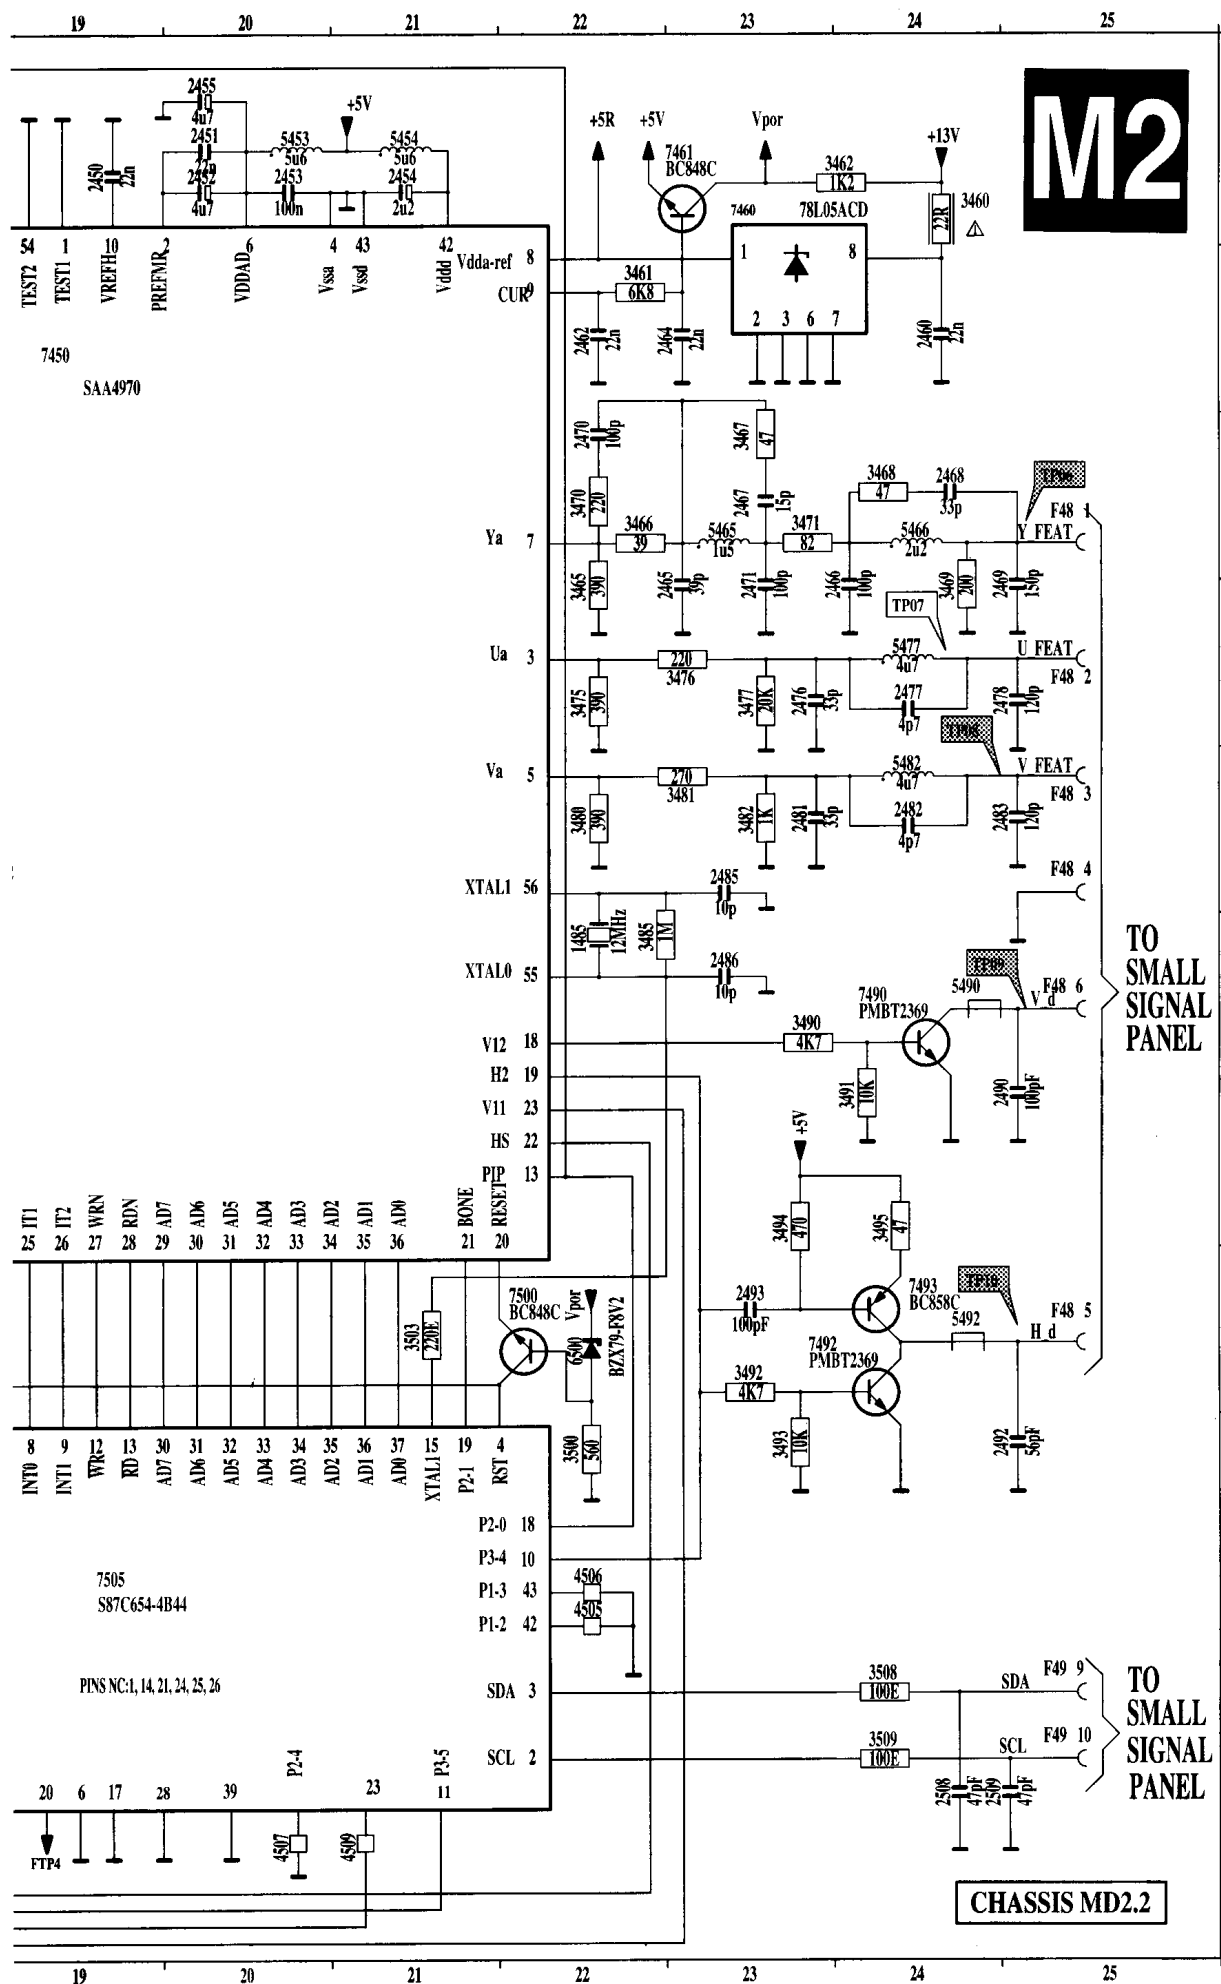 19 20 21 22 23 24 25
M2
2455
4u7
2451
22n
2452
4u7
2450
22n
+5V
5453
5u6
5454
5u6
2453
100n
2454
2u2
+5R
+5V
Vpor
+13V
7461
BC848C
3462
1K2
3460
22R
7460
78L05ACD
54 1 10 2 6 4 43 42
TEST2
TEST1
VREFH
PREFMR
VDDAD
Vssa
Vssd
Vddd
Vdda-ref 8
CUR 9
3461
6K8
1 8
2 3 6 7
2462
22n
2464
22n
2460
22n
7450
SAA4970
2470
100p
3467
47
3470
220
2467
15p
3468
47
2468
33p
TP06
F48 1
Y_FEAT
Ya 7
3466
39
5465
1u5
3471
82
5466
2u2
3465
390
2465
39p
2471
100p
2466
100p
3469
200
2469
150p
TP07
Ua 3
220
3476
5477
4u7
U_FEAT
F48 2
3475
390
3477
20K
2476
33p
2477
4p7
2478
120p
TP08
Va 5
270
3481
5482
4u7
V_FEAT
F48 3
3480
390
3482
1K
2481
33p
2482
4p7
2483
120p
F48 4
XTAL1 56
2485
10p
1485
12MHz
3485
1M
XTAL0 55
2486
10p
TP09
TO
SMALL
SIGNAL
PANEL
7490
PMBT2369
5490
F48 6
V_d
V12 18
3490
4K7
H2 19
3491
10K
2490
100pF
V11 23
HS 22
PIP 13
+5V
IT1
IT2
WRN
RDN
AD7
AD6
AD5
AD4
AD3
AD2
AD1
AD0
BONE
RESET
25 26 27 28 29 30 31 32 33 34 35 36 21 20
3494
470
3495
47
7493
BC858C
TP10
2493
100pF
5492
F48 5
H_d
7500
BC848C
Vpor
6500
BZX79-F8V2
3503
220E
7492
PMBT2369
3492
4K7
3493
10K
2492
56pF
3500
560
8 9 12 13 30 31 32 33 34 35 36 37 15 19 4
INT0
INT1
WR
RD
AD7
AD6
AD5
AD4
AD3
AD2
AD1
AD0
XTAL1
P2-1
RST
P2-0 18
P3-4 10
P1-3 43
P1-2 42
4506
4505
7505
S87C654-4B44
PINS NC:1, 14, 21, 24, 25, 26
SDA 3
3508
100E
SDA
F49 9
SCL 2
3509
100E
SCL
F49 10
TO
SMALL
SIGNAL
PANEL
2508
47pF
2509
47pF
P2-4
P3-5
20 6 17 28 39 23 11
FTP4
4507
4509
CHASSIS MD2.2
19 20 21 22 23 24 25